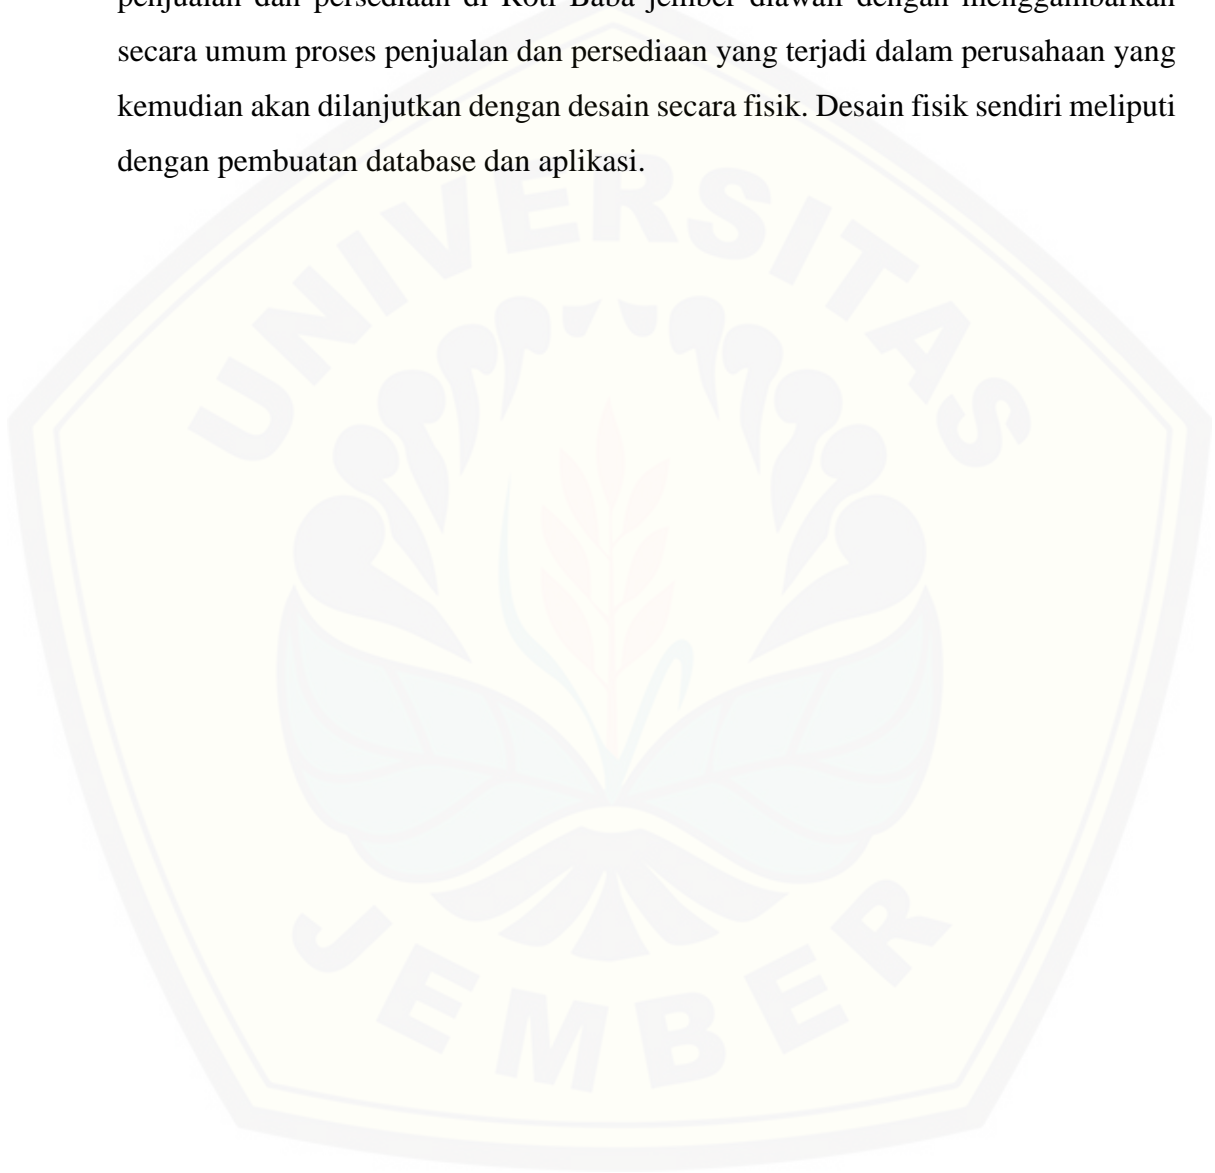 penjualan dan persediaan di Roti Baba jember diawali dengan menggambarkan
secara umum proses penjualan dan persediaan yang terjadi dalam perusahaan yang
kemudian akan dilanjutkan dengan desain secara fisik. Desain fisik sendiri meliputi
dengan pembuatan database dan aplikasi.
UNIVERSITAS
JEMBER